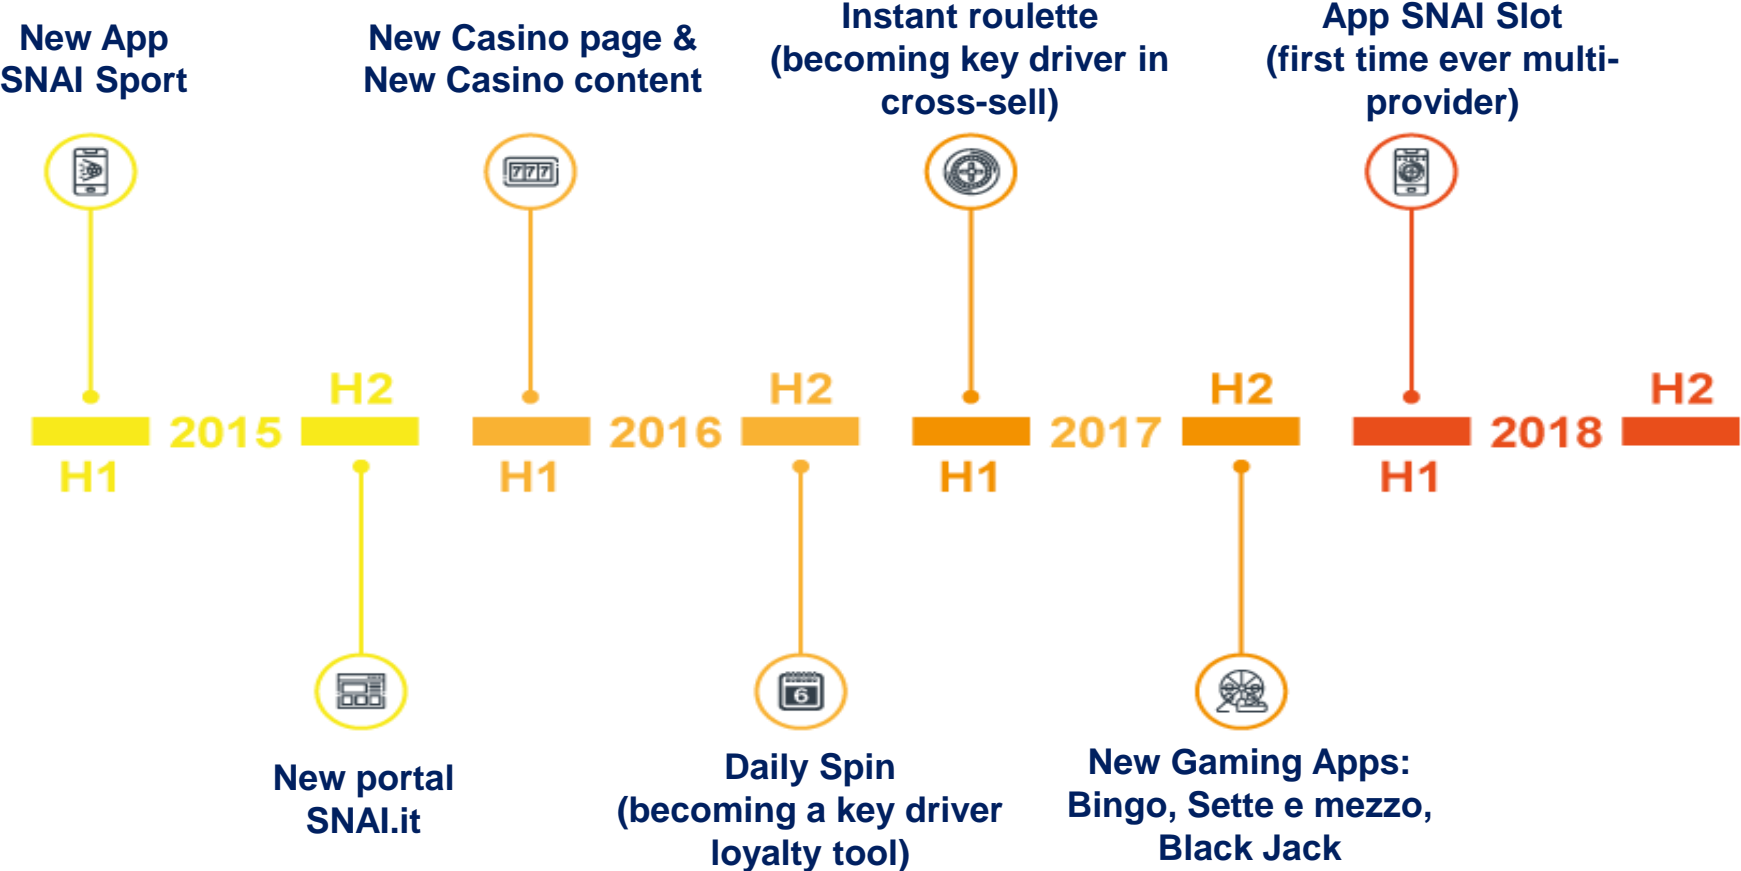 New App
SNAI Sport
New Casino page &
New Casino content
Instant roulette
(becoming key driver in
cross-sell)
App SNAI Slot
(first time ever multi-
provider)
777
H2
H2
H2
H2
2015
2016
2017
2018
H1
H1
H1
H1
6
New portal
SNAI.it
Daily Spin
(becoming a key driver
loyalty tool)
New Gaming Apps:
Bingo, Sette e mezzo,
Black Jack